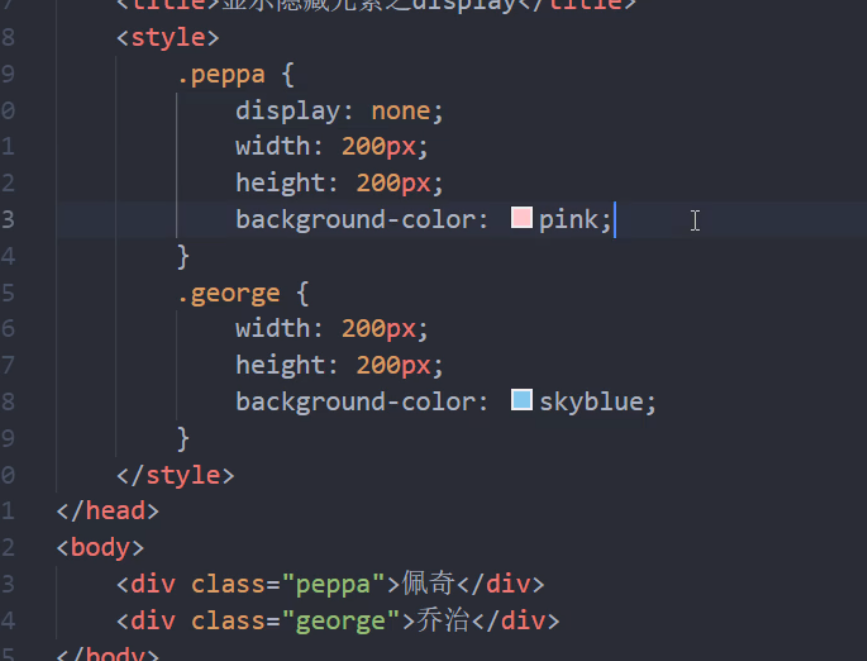 7 <title>显示隐藏元素之display</title>
8 <style>
9 .peppa {
0 display: none;
1 width: 200px;
2 height: 200px;
3 background-color: pink;
4 }
5 .george {
6 width: 200px;
7 height: 200px;
8 background-color: skyblue;
9 }
0 </style>
1 </head>
2 <body>
3 <div class="peppa">佩奇</div>
4 <div class="george">乔治</div>
5 </body>